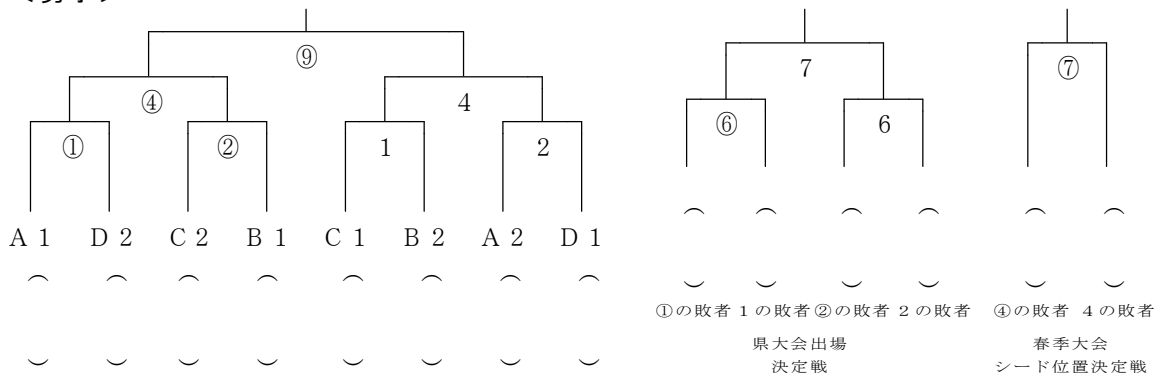 ⑨
④ 4
① ② 1 2
A 1 D 2 C 2 B 1 C 1 B 2 A 2 D 1
7
⑥ 6
①の敗者 1 の敗者 ②の敗者 2 の敗者
県大会出場
決定戦
⑦
④の敗者 4 の敗者
春季大会
シード位置決定戦